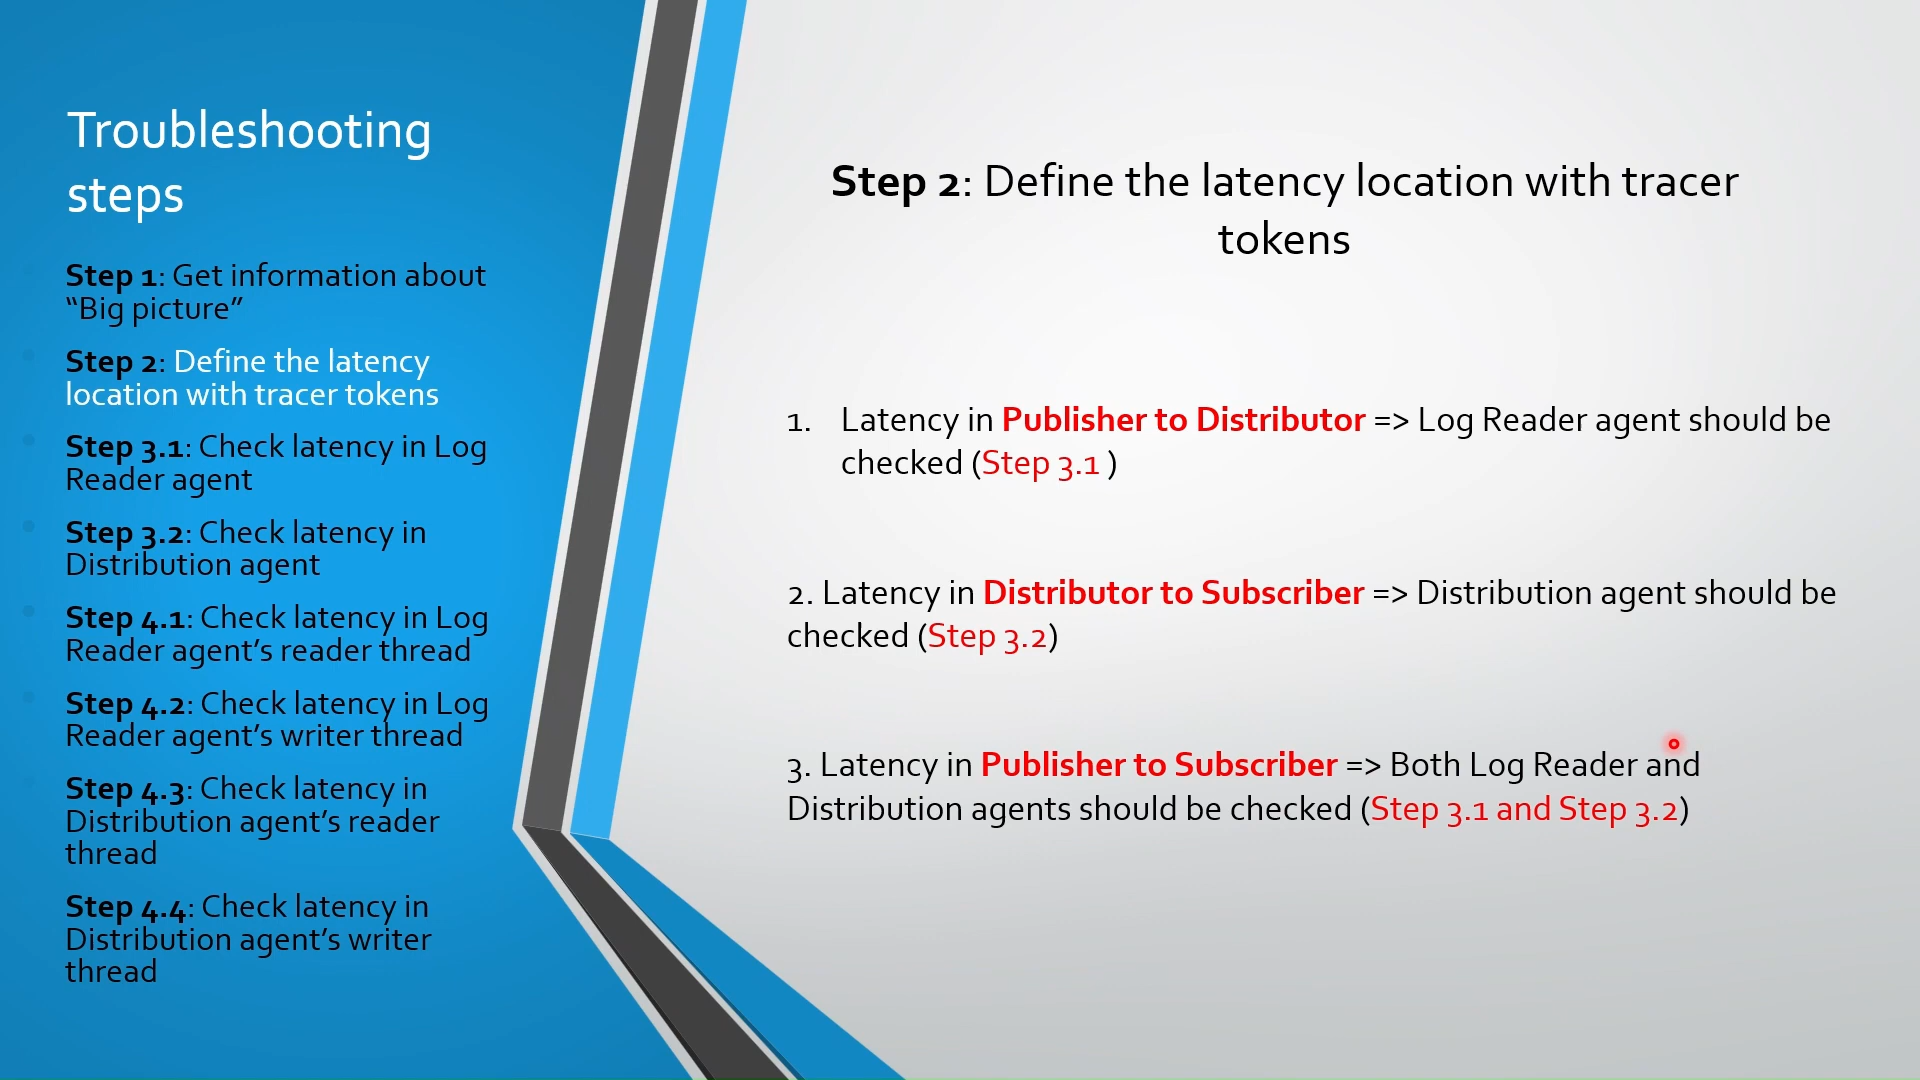 Troubleshooting
steps
Step 1: Get information about
“Big picture”
Step 2: Define the latency
location with tracer tokens
Step 3.1: Check latency in Log
Reader agent
Step 3.2: Check latency in
Distribution agent
Step 4.1: Check latency in Log
Reader agent’s reader thread
Step 4.2: Check latency in Log
Reader agent’s writer thread
Step 4.3: Check latency in
Distribution agent’s reader
thread
Step 4.4: Check latency in
Distribution agent’s writer
thread
Step 2: Define the latency location with tracer
tokens
1. Latency in Publisher to Distributor => Log Reader agent should be
checked (Step 3.1 )
2. Latency in Distributor to Subscriber => Distribution agent should be
checked (Step 3.2)
3. Latency in Publisher to Subscriber => Both Log Reader and
Distribution agents should be checked (Step 3.1 and Step 3.2)